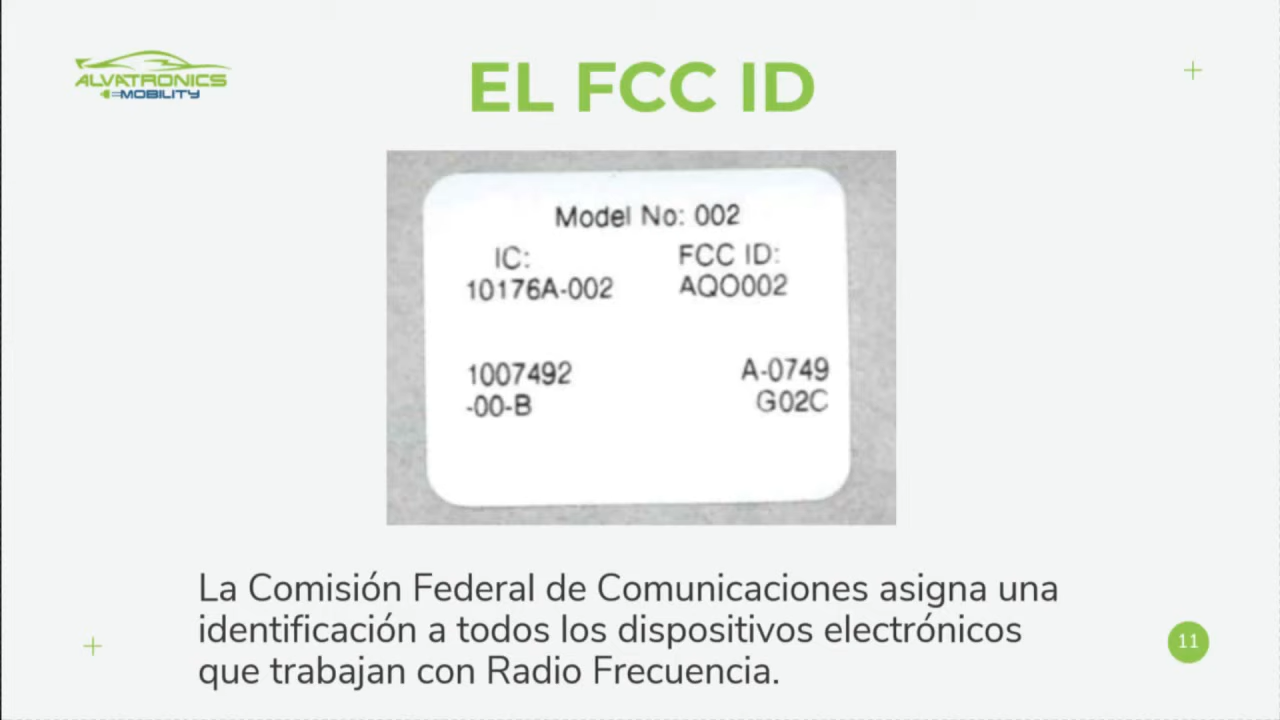 ALVATRONICS
MOBILITY
EL FCC ID
Model No: 002
IC: FCC ID:
10176A-002 AQO002
1007492 A-0749
-00-B G02C
La Comisión Federal de Comunicaciones asigna una
identificación a todos los dispositivos electrónicos
que trabajan con Radio Frecuencia.
11